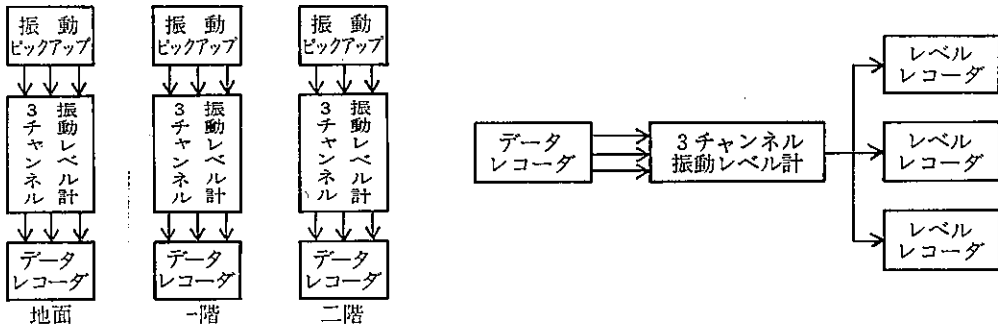 振動
ピックアップ
3チャンネル
振動レベル計
データ
レコーダ
地面
振動
ピックアップ
3チャンネル
振動レベル計
データ
レコーダ
一階
振動
ピックアップ
3チャンネル
振動レベル計
データ
レコーダ
二階
データ
レコーダ
3チャンネル
振動レベル計
レベル
レコーダ
レベル
レコーダ
レベル
レコーダ